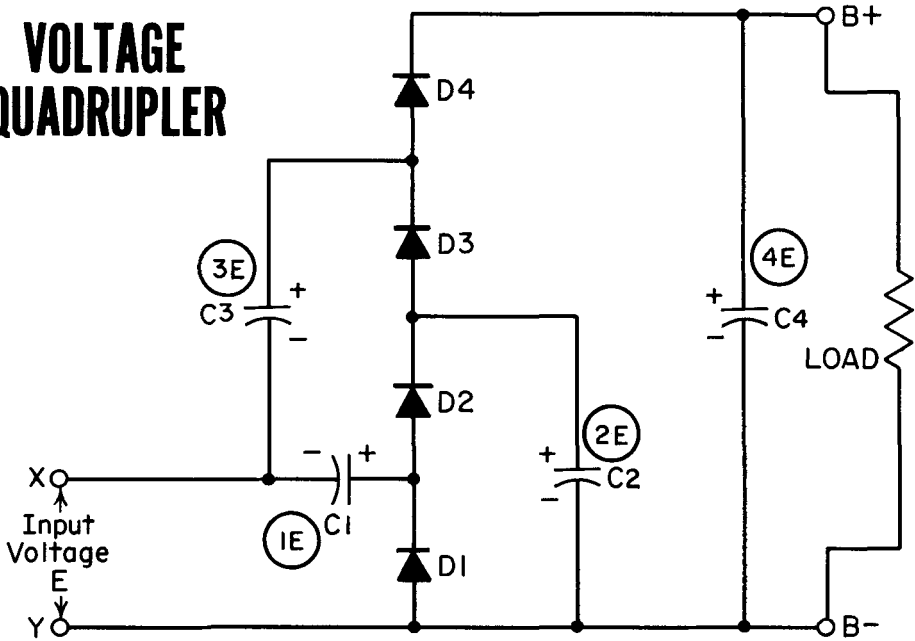 VOLTAGE
QUADRUPLER
B+
D4
D3
3E
+
C3
-
4E
+
C4
-
LOAD
D2
2E
+
C2
-
X
- +
C1
1E
Input
Voltage
E
D1
Y
B-